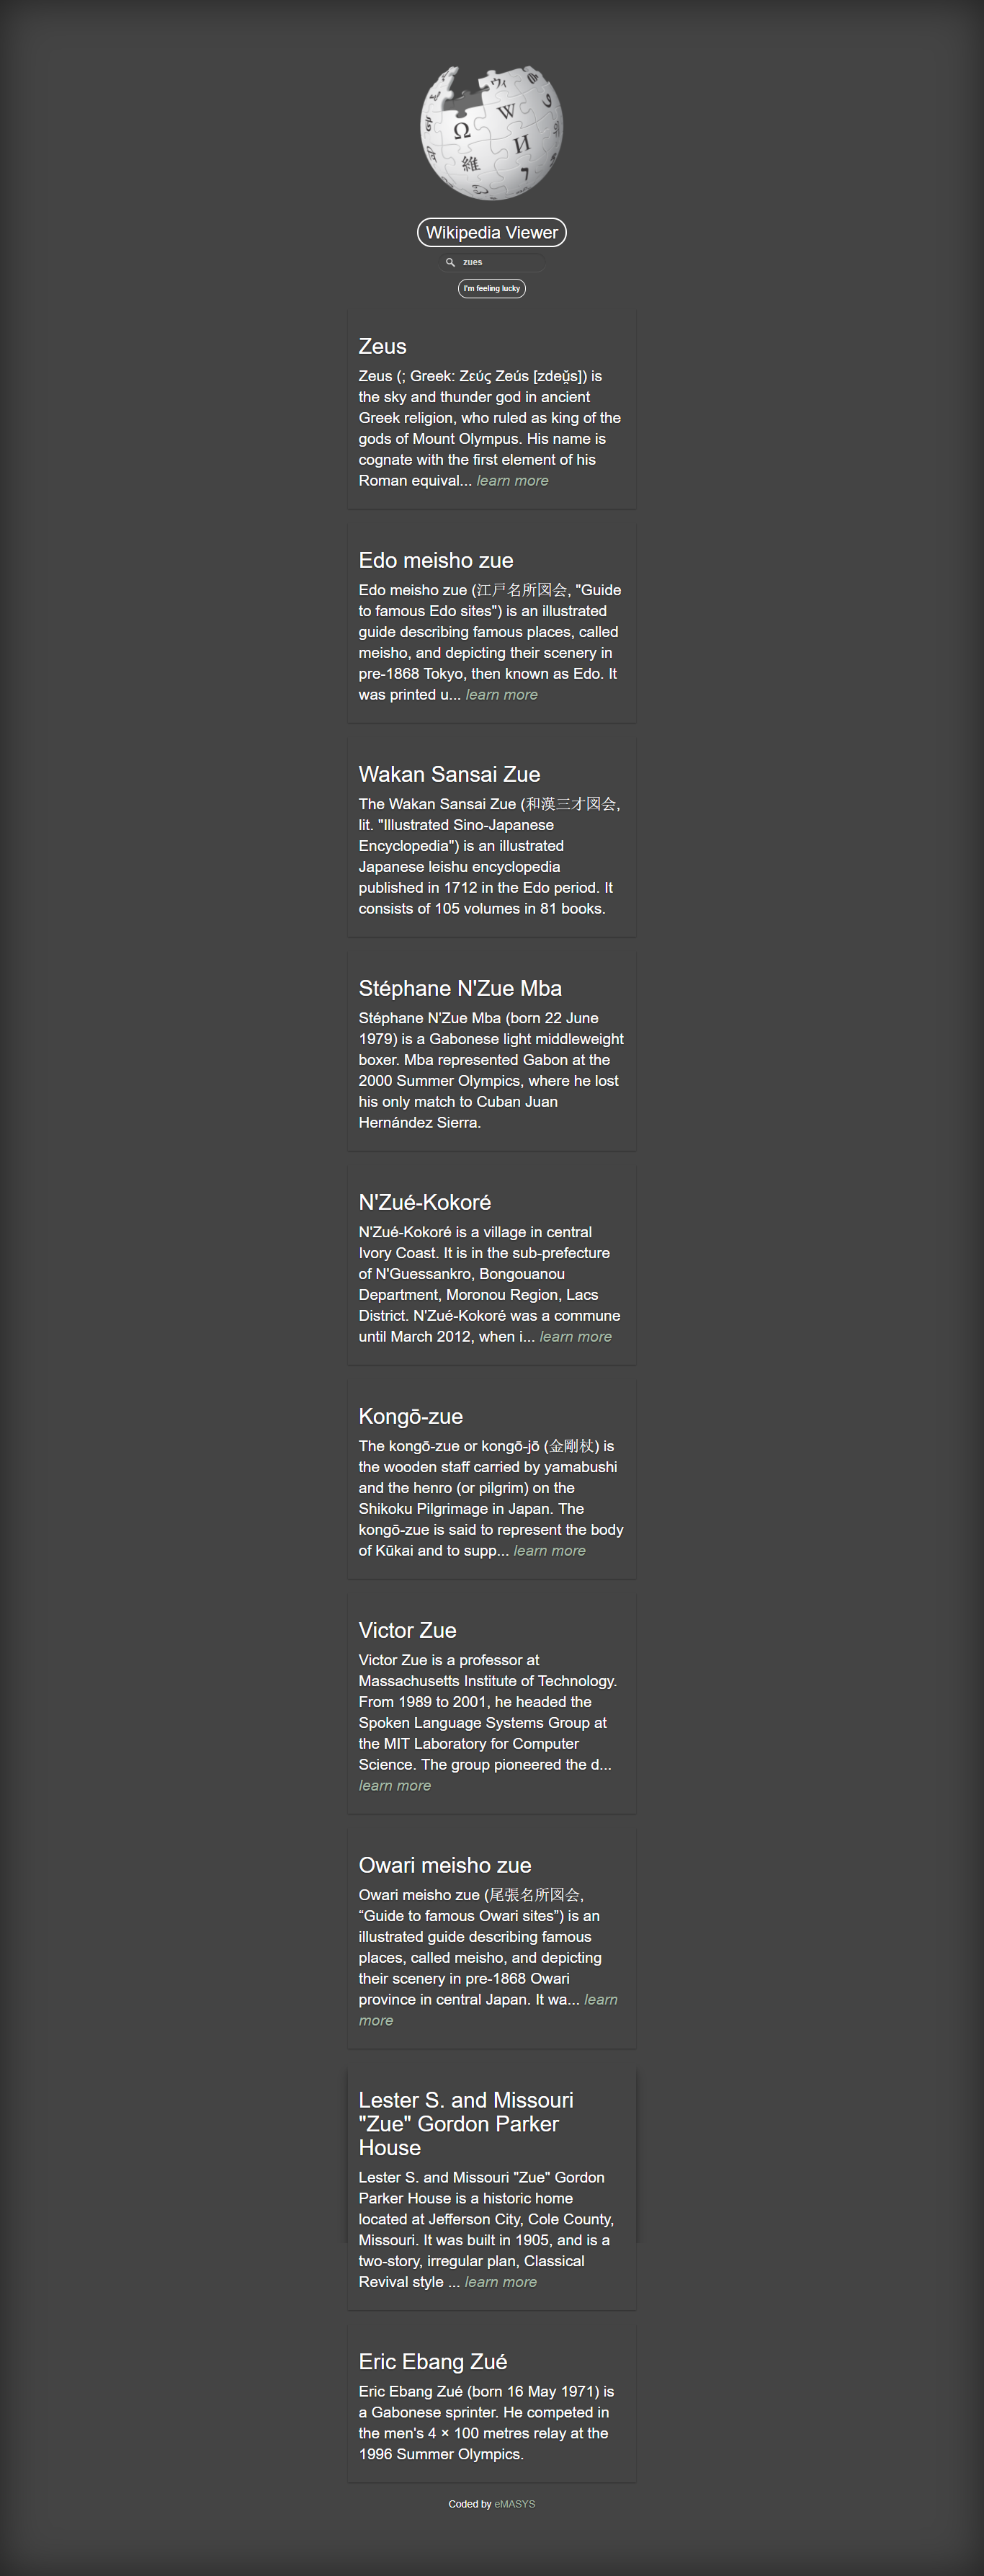 Ω
W
И
維
ウィ
Wikipedia Viewer
zues
I'm feeling lucky
Zeus
Zeus (; Greek: Ζεύς Zeús [zdeǔ̯s]) is
the sky and thunder god in ancient
Greek religion, who ruled as king of the
gods of Mount Olympus. His name is
cognate with the first element of his
Roman equival... learn more
Edo meisho zue
Edo meisho zue (江戸名所図会, "Guide
to famous Edo sites") is an illustrated
guide describing famous places, called
meisho, and depicting their scenery in
pre-1868 Tokyo, then known as Edo. It
was printed u... learn more
Wakan Sansai Zue
The Wakan Sansai Zue (和漢三才図会,
lit. "Illustrated Sino-Japanese
Encyclopedia") is an illustrated
Japanese leishu encyclopedia
published in 1712 in the Edo period. It
consists of 105 volumes in 81 books.
Stéphane N'Zue Mba
Stéphane N'Zue Mba (born 22 June
1979) is a Gabonese light middleweight
boxer. Mba represented Gabon at the
2000 Summer Olympics, where he lost
his only match to Cuban Juan
Hernández Sierra.
N'Zué-Kokoré
N'Zué-Kokoré is a village in central
Ivory Coast. It is in the sub-prefecture
of N'Guessankro, Bongouanou
Department, Moronou Region, Lacs
District. N'Zué-Kokoré was a commune
until March 2012, when i... learn more
Kongō-zue
The kongō-zue or kongō-jō (金剛杖) is
the wooden staff carried by yamabushi
and the henro (or pilgrim) on the
Shikoku Pilgrimage in Japan. The
kongō-zue is said to represent the body
of Kūkai and to supp... learn more
Victor Zue
Victor Zue is a professor at
Massachusetts Institute of Technology.
From 1989 to 2001, he headed the
Spoken Language Systems Group at
the MIT Laboratory for Computer
Science. The group pioneered the d...
learn more
Owari meisho zue
Owari meisho zue (尾張名所図会,
“Guide to famous Owari sites”) is an
illustrated guide describing famous
places, called meisho, and depicting
their scenery in pre-1868 Owari
province in central Japan. It wa... learn
more
Lester S. and Missouri
"Zue" Gordon Parker
House
Lester S. and Missouri "Zue" Gordon
Parker House is a historic home
located at Jefferson City, Cole County,
Missouri. It was built in 1905, and is a
two-story, irregular plan, Classical
Revival style ... learn more
Eric Ebang Zué
Eric Ebang Zué (born 16 May 1971) is
a Gabonese sprinter. He competed in
the men's 4 × 100 metres relay at the
1996 Summer Olympics.
Coded by eMASYS